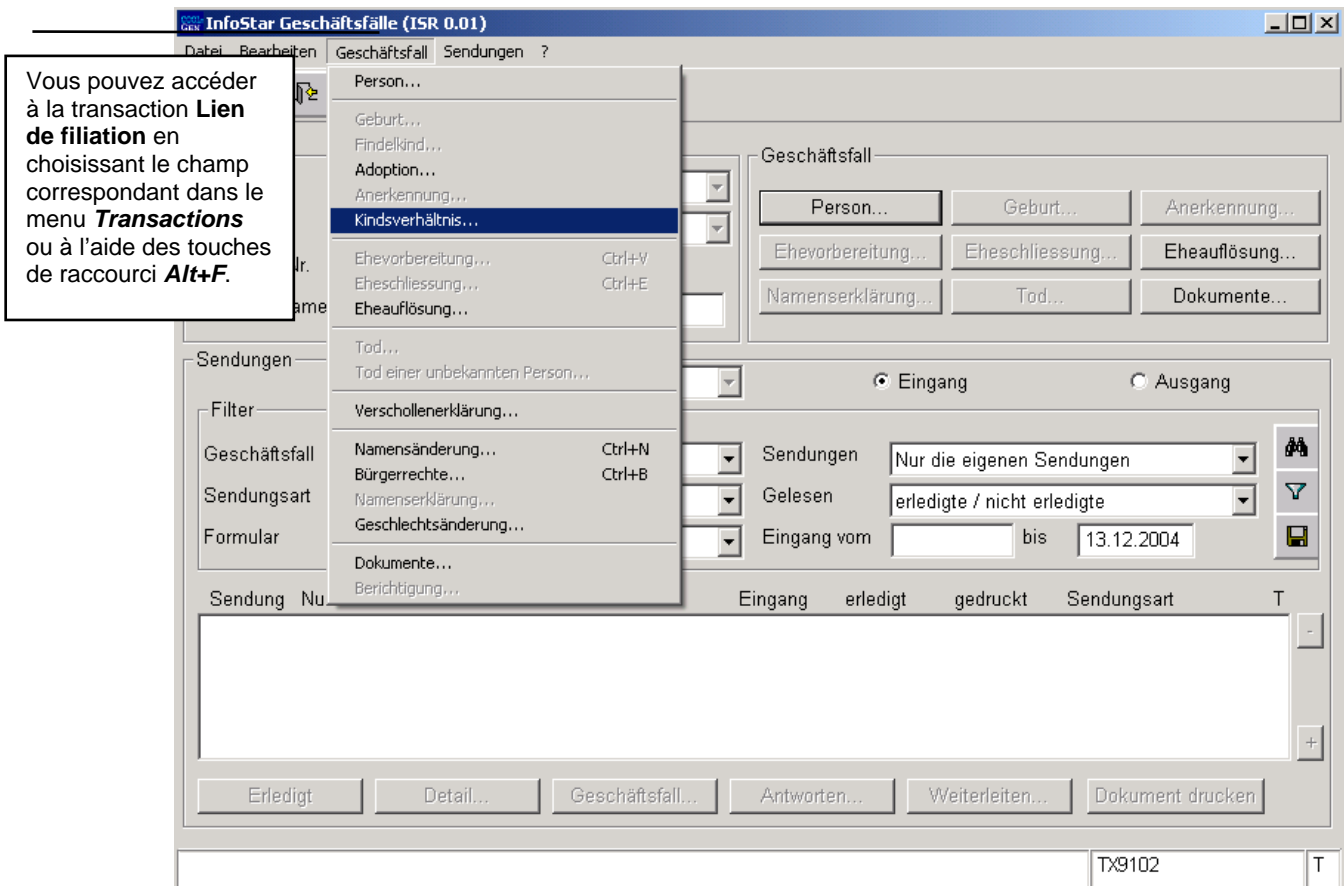 InfoStar Geschäftsfälle (ISR 0.01)
Datei Bearbeiten Geschäftsfall Sendungen ?
Vous pouvez accéder
à la transaction Lien
de filiation en
choisissant le champ
correspondant dans le
menu Transactions
ou à l’aide des touches
de raccourci Alt+F.
Person...
Geburt...
Findelkind...
Adoption...
Anerkennung...
Kindsverhältnis...
Ehevorbereitung... Ctrl+V
Eheschliessung... Ctrl+E
Eheauflösung...
Tod...
Tod einer unbekannten Person...
Verschollenerklärung...
Namensänderung... Ctrl+N
Bürgerrechte... Ctrl+B
Namenserklärung...
Geschlechtsänderung...
Dokumente...
Berichtigung...
Geschäftsfall
Person... Geburt... Anerkennung...
Ehevorbereitung... Eheschliessung... Eheauflösung...
Namenserklärung... Tod... Dokumente...
Sendungen
Eingang Ausgang
Filter
Geschäftsfall
Sendungen Nur die eigenen Sendungen
Sendungsart
Gelesen erledigte / nicht erledigte
Formular
Eingang vom bis 13.12.2004
Sendung Eingang erledigt gedruckt Sendungsart T
-
+
Erledigt Detail... Geschäftsfall... Antworten... Weiterleiten... Dokument drucken
TX9102 T